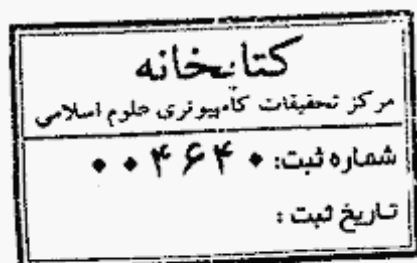 کتابخانه
مرکز تحقیقات کامپیوتری علوم اسلامی
شماره ثبت: ۰۰۴۶۴۰
تاریخ ثبت :